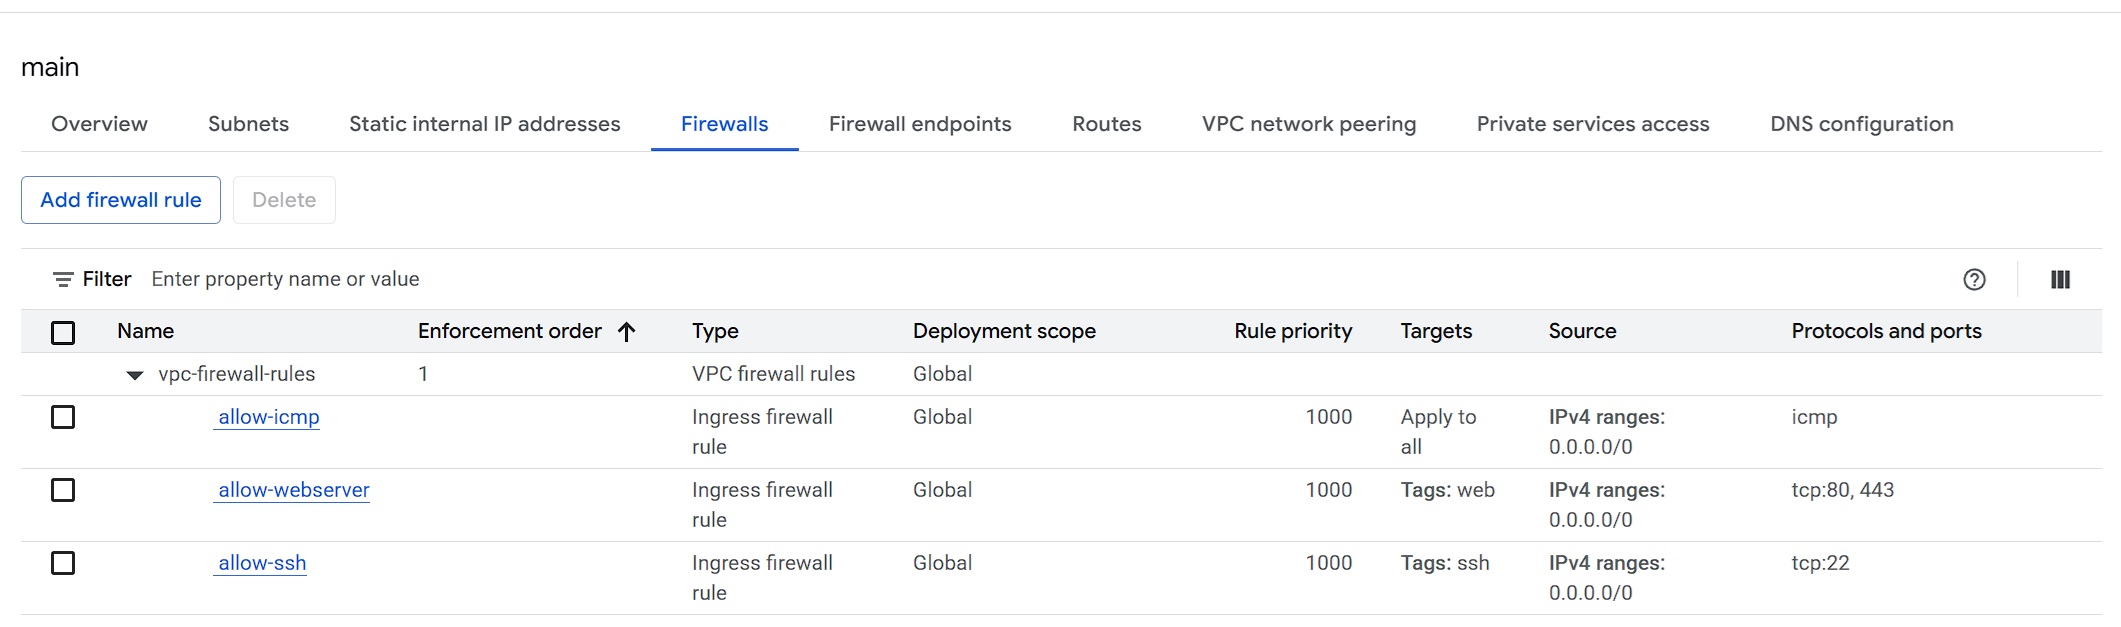 main
Overview Subnets Static internal IP addresses Firewalls Firewall endpoints Routes VPC network peering Private services access DNS configuration
Add firewall rule Delete
Filter Enter property name or value
Name Enforcement order Type Deployment scope Rule priority Targets Source Protocols and ports
vpc-firewall-rules 1 VPC firewall rules Global
allow-icmp Ingress firewall Global 1000 Apply to IPv4 ranges: icmp
rule all 0.0.0.0/0
allow-webserver Ingress firewall Global 1000 Tags: web IPv4 ranges: tcp:80, 443
rule 0.0.0.0/0
allow-ssh Ingress firewall Global 1000 Tags: ssh IPv4 ranges: tcp:22
rule 0.0.0.0/0